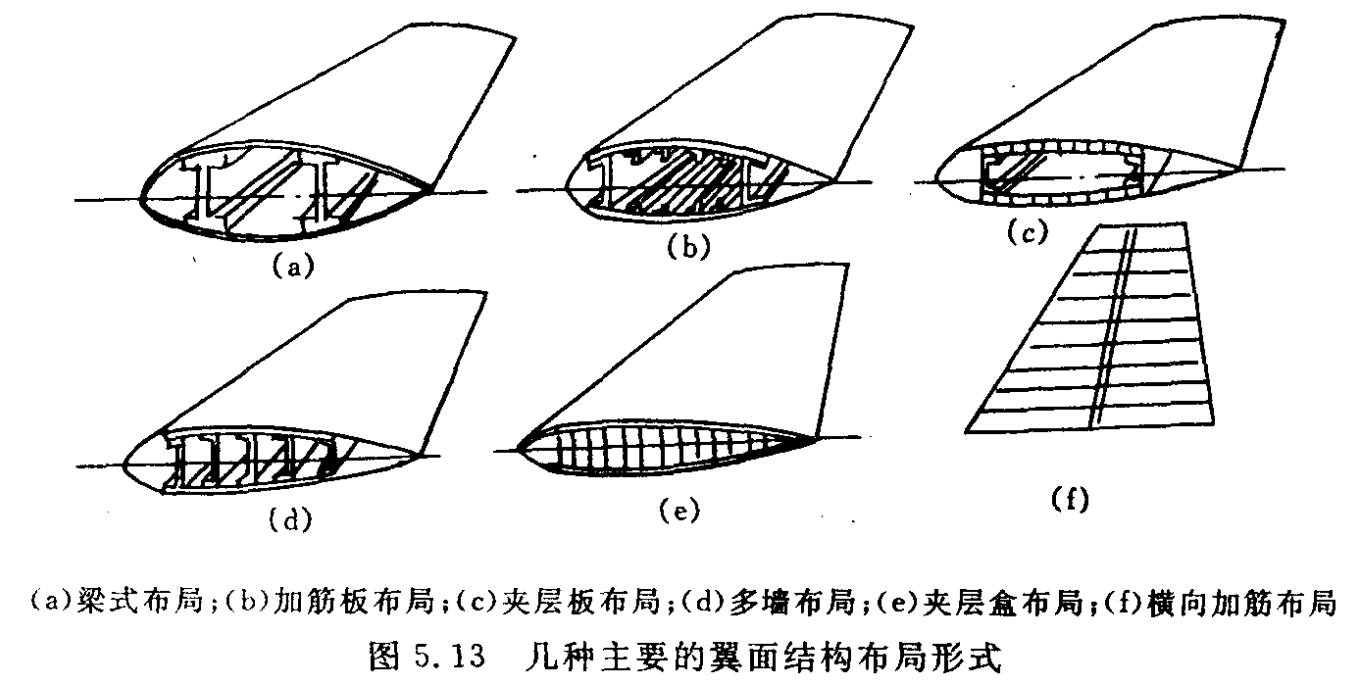 (a)
(b)
(c)
(d)
(e)
(f)
(a)梁式布局;(b)加筋板布局;(c)夹层板布局;(d)多墙布局;(e)夹层盒布局;(f)横向加筋布局
图 5.13 几种主要的翼面结构布局形式